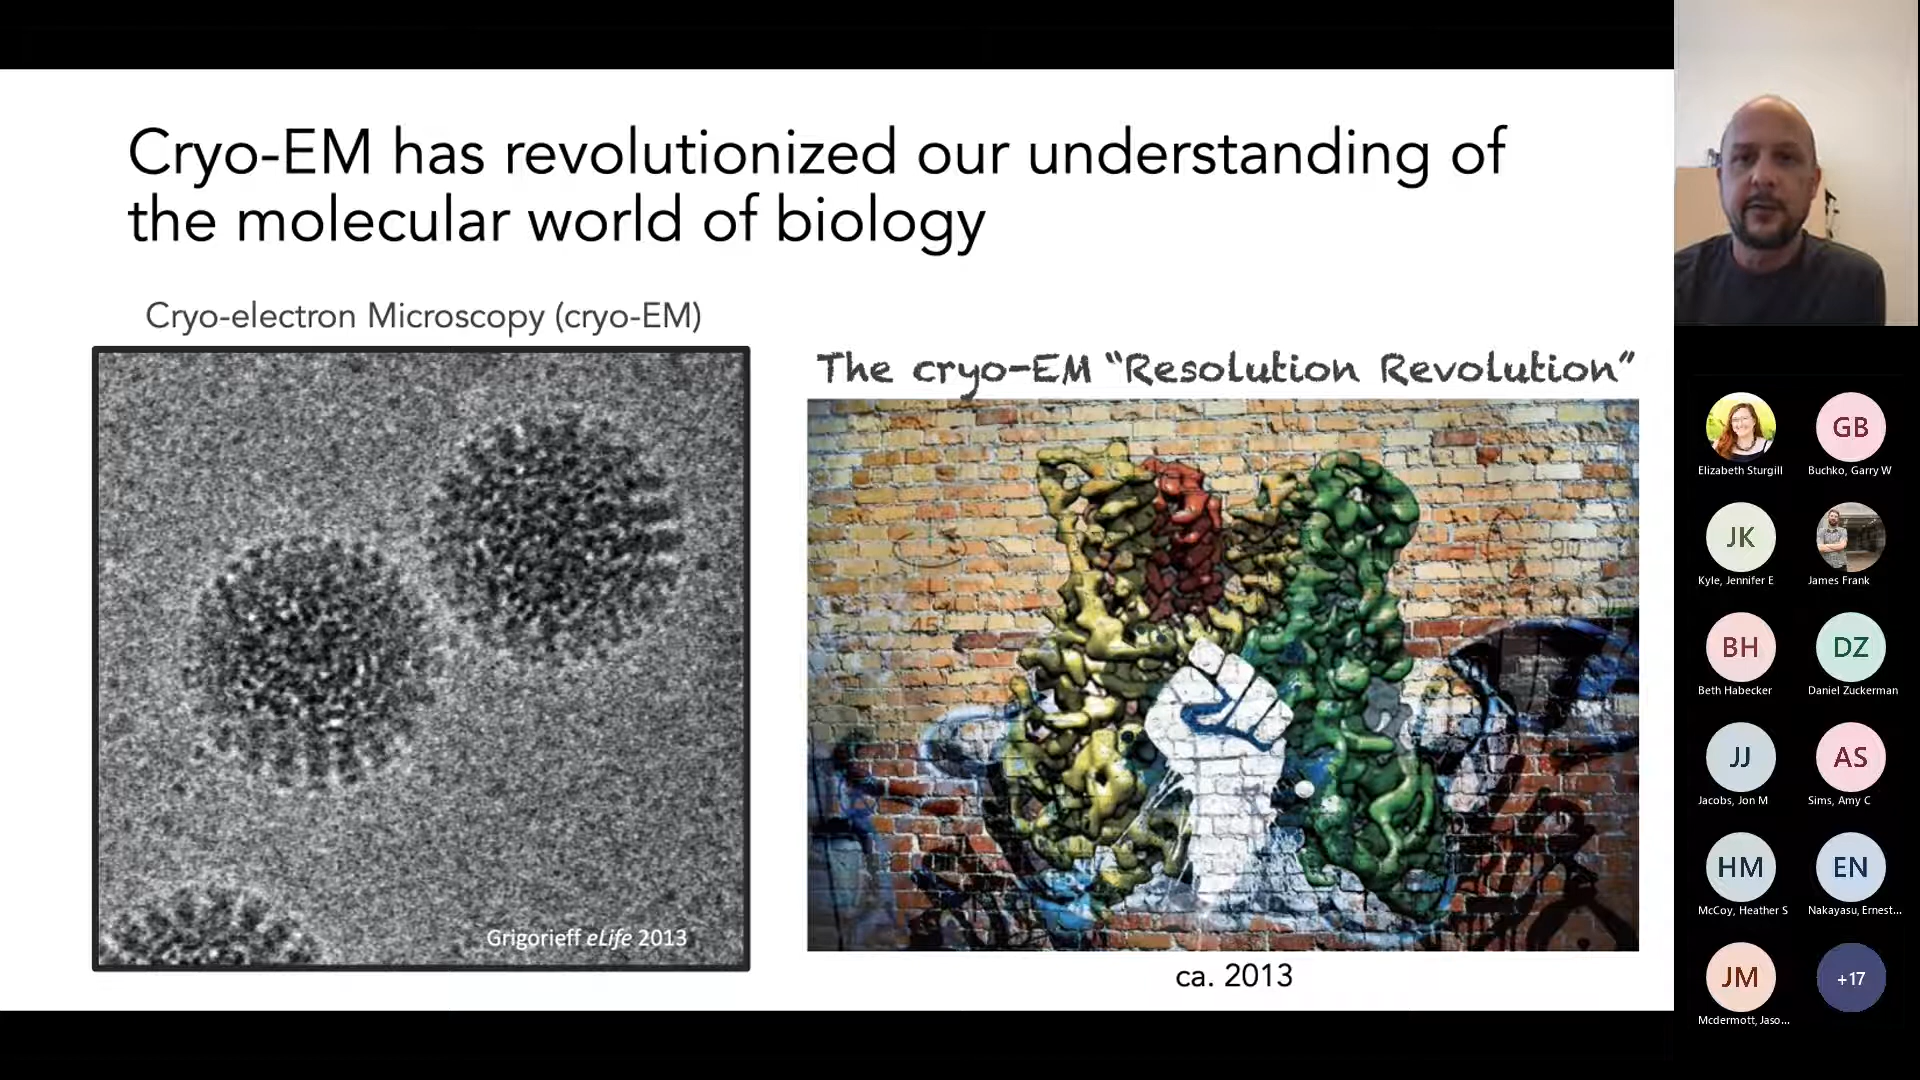 Cryo-EM has revolutionized our understanding of
the molecular world of biology
Cryo-electron Microscopy (cryo-EM)
Grigorieff eLife 2013
The cryo-EM “Resolution Revolution”
45
90
ca. 2013
Elizabeth Sturgill
GB
Buchko, Garry W
JK
Kyle, Jennifer E
James Frank
BH
Beth Habecker
DZ
Daniel Zuckerman
JJ
Jacobs, Jon M
AS
Sims, Amy C
HM
McCoy, Heather S
EN
Nakayasu, Ernest...
JM
Mcdermott, Jaso...
+17